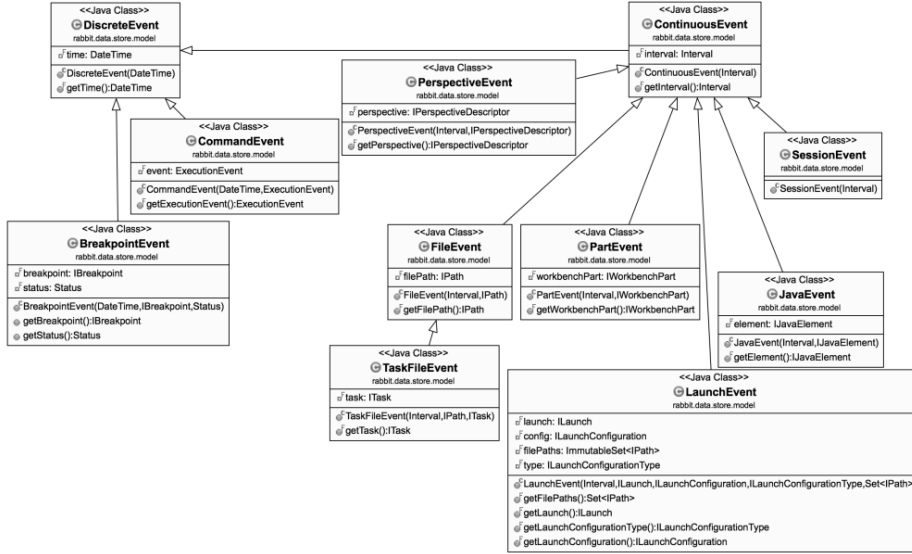 <<Java Class>>
DiscreteEvent
rabbit.data.store.model
time: DateTime
DiscreteEvent(DateTime)
getTime():DateTime
<<Java Class>>
ContinuousEvent
rabbit.data.store.model
interval: Interval
ContinuousEvent(Interval)
getInterval():Interval
<<Java Class>>
PerspectiveEvent
rabbit.data.store.model
perspective: IPerspectiveDescriptor
PerspectiveEvent(Interval,IPerspectiveDescriptor)
getPerspective():IPerspectiveDescriptor
<<Java Class>>
CommandEvent
rabbit.data.store.model
event: ExecutionEvent
CommandEvent(DateTime,ExecutionEvent)
getExecutionEvent():ExecutionEvent
<<Java Class>>
SessionEvent
rabbit.data.store.model
SessionEvent(Interval)
<<Java Class>>
BreakpointEvent
rabbit.data.store.model
breakpoint: IBreakpoint
status: Status
BreakpointEvent(DateTime,IBreakpoint,Status)
getBreakpoint():IBreakpoint
getStatus():Status
<<Java Class>>
FileEvent
rabbit.data.store.model
filePath: IPath
FileEvent(Interval,IPath)
getFilePath():IPath
<<Java Class>>
PartEvent
rabbit.data.store.model
workbenchPart: IWorkbenchPart
PartEvent(Interval,IWorkbenchPart)
getWorkbenchPart():IWorkbenchPart
<<Java Class>>
JavaEvent
rabbit.data.store.model
element: IJavaElement
JavaEvent(Interval,IJavaElement)
getElement():IJavaElement
<<Java Class>>
TaskFileEvent
rabbit.data.store.model
task: ITask
TaskFileEvent(Interval,IPath,ITask)
getTask():ITask
<<Java Class>>
LaunchEvent
rabbit.data.store.model
launch: ILaunch
config: ILaunchConfiguration
filePaths: ImmutableSet<IPath>
type: ILaunchConfigurationType
LaunchEvent(Interval,ILaunch,ILaunchConfiguration,ILaunchConfigurationType,Set<IPath>)
getFilePaths():Set<IPath>
getLaunch():ILaunch
getLaunchConfigurationType():ILaunchConfigurationType
getLaunchConfiguration():ILaunchConfiguration